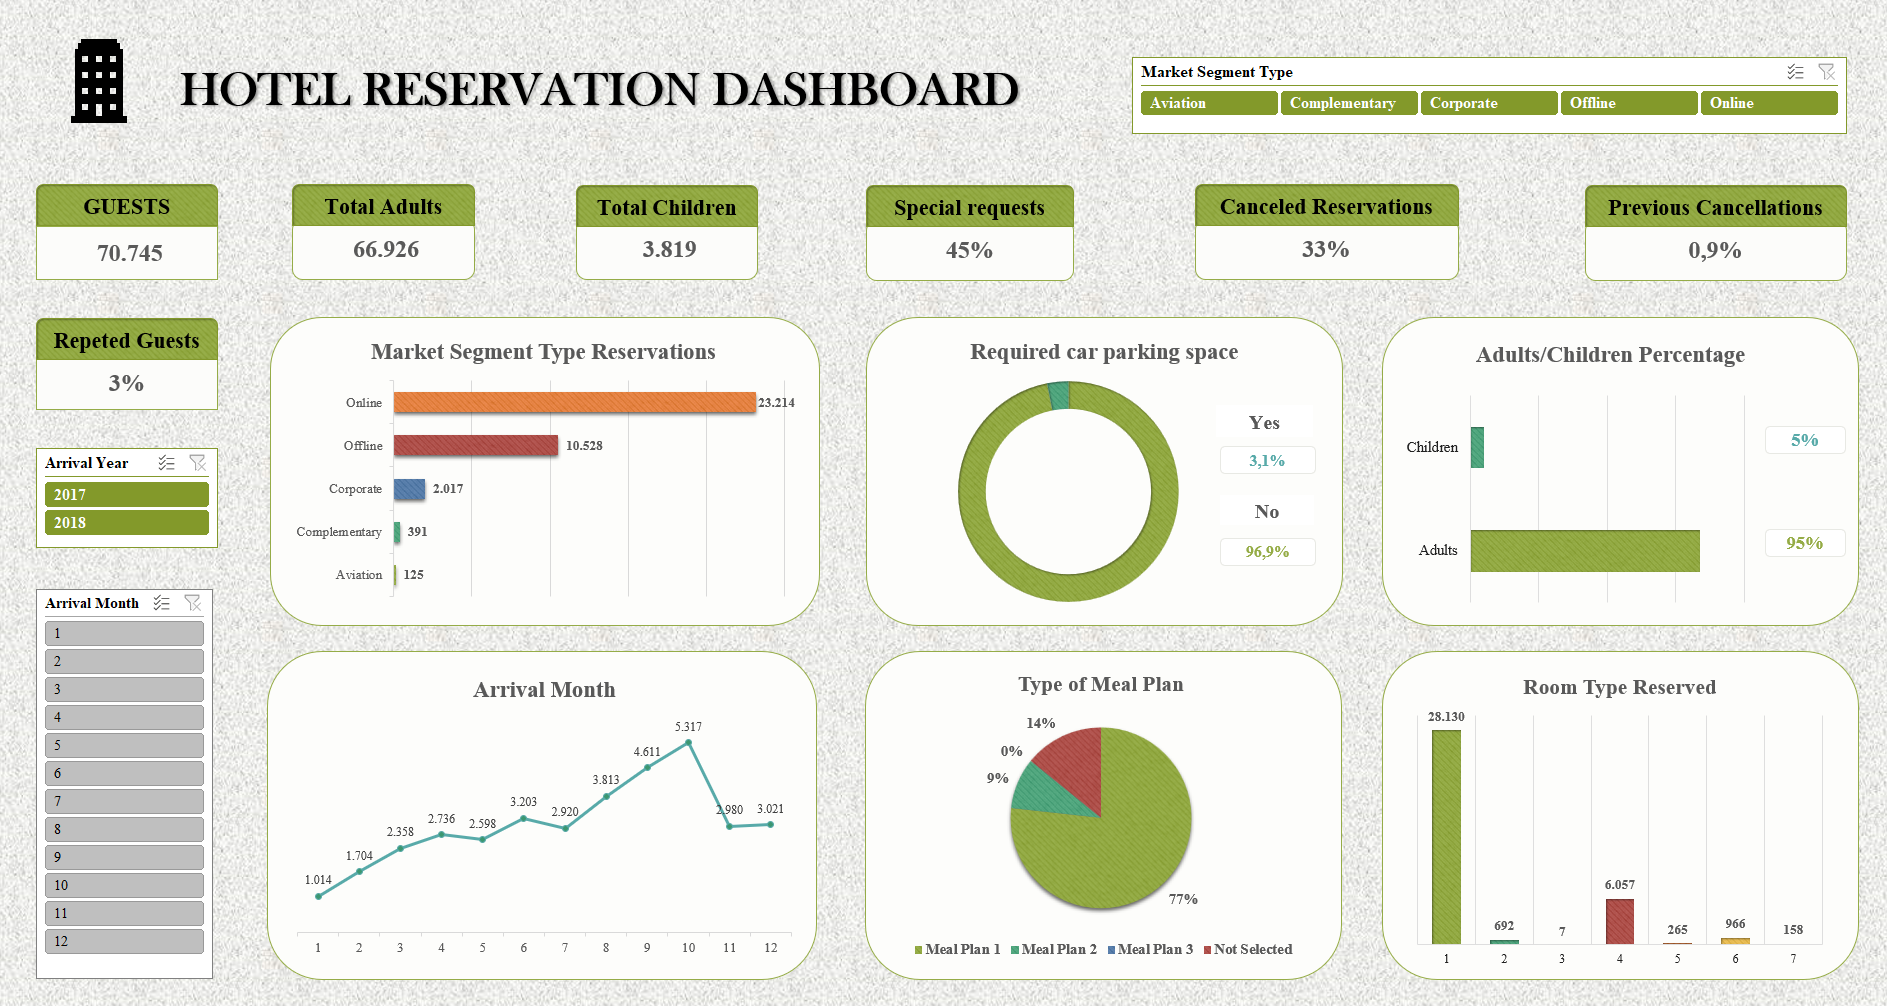 HOTEL RESERVATION DASHBOARD
Market Segment Type
Aviation
Complementary
Corporate
Offline
Online
GUESTS
70.745
Total Adults
66.926
Total Children
3.819
Special requests
45%
Canceled Reservations
33%
Previous Cancellations
0,9%
Repeted Guests
3%
Arrival Year
2017
2018
Arrival Month
1
2
3
4
5
6
7
8
9
10
11
12
Market Segment Type Reservations
Online 23.214
Offline 10.528
Corporate 2.017
Complementary 391
Aviation 125
Required car parking space
Yes
3,1%
No
96,9%
Adults/Children Percentage
Children 5%
Adults 95%
Arrival Month
1.014 1.704 2.358 2.736 2.598 3.203 2.920 3.813 4.611 5.317 2.980 3.021
1 2 3 4 5 6 7 8 9 10 11 12
Type of Meal Plan
14%
0%
9%
77%
Meal Plan 1 Meal Plan 2 Meal Plan 3 Not Selected
Room Type Reserved
28.130 692 7 6.057 265 966 158
1 2 3 4 5 6 7